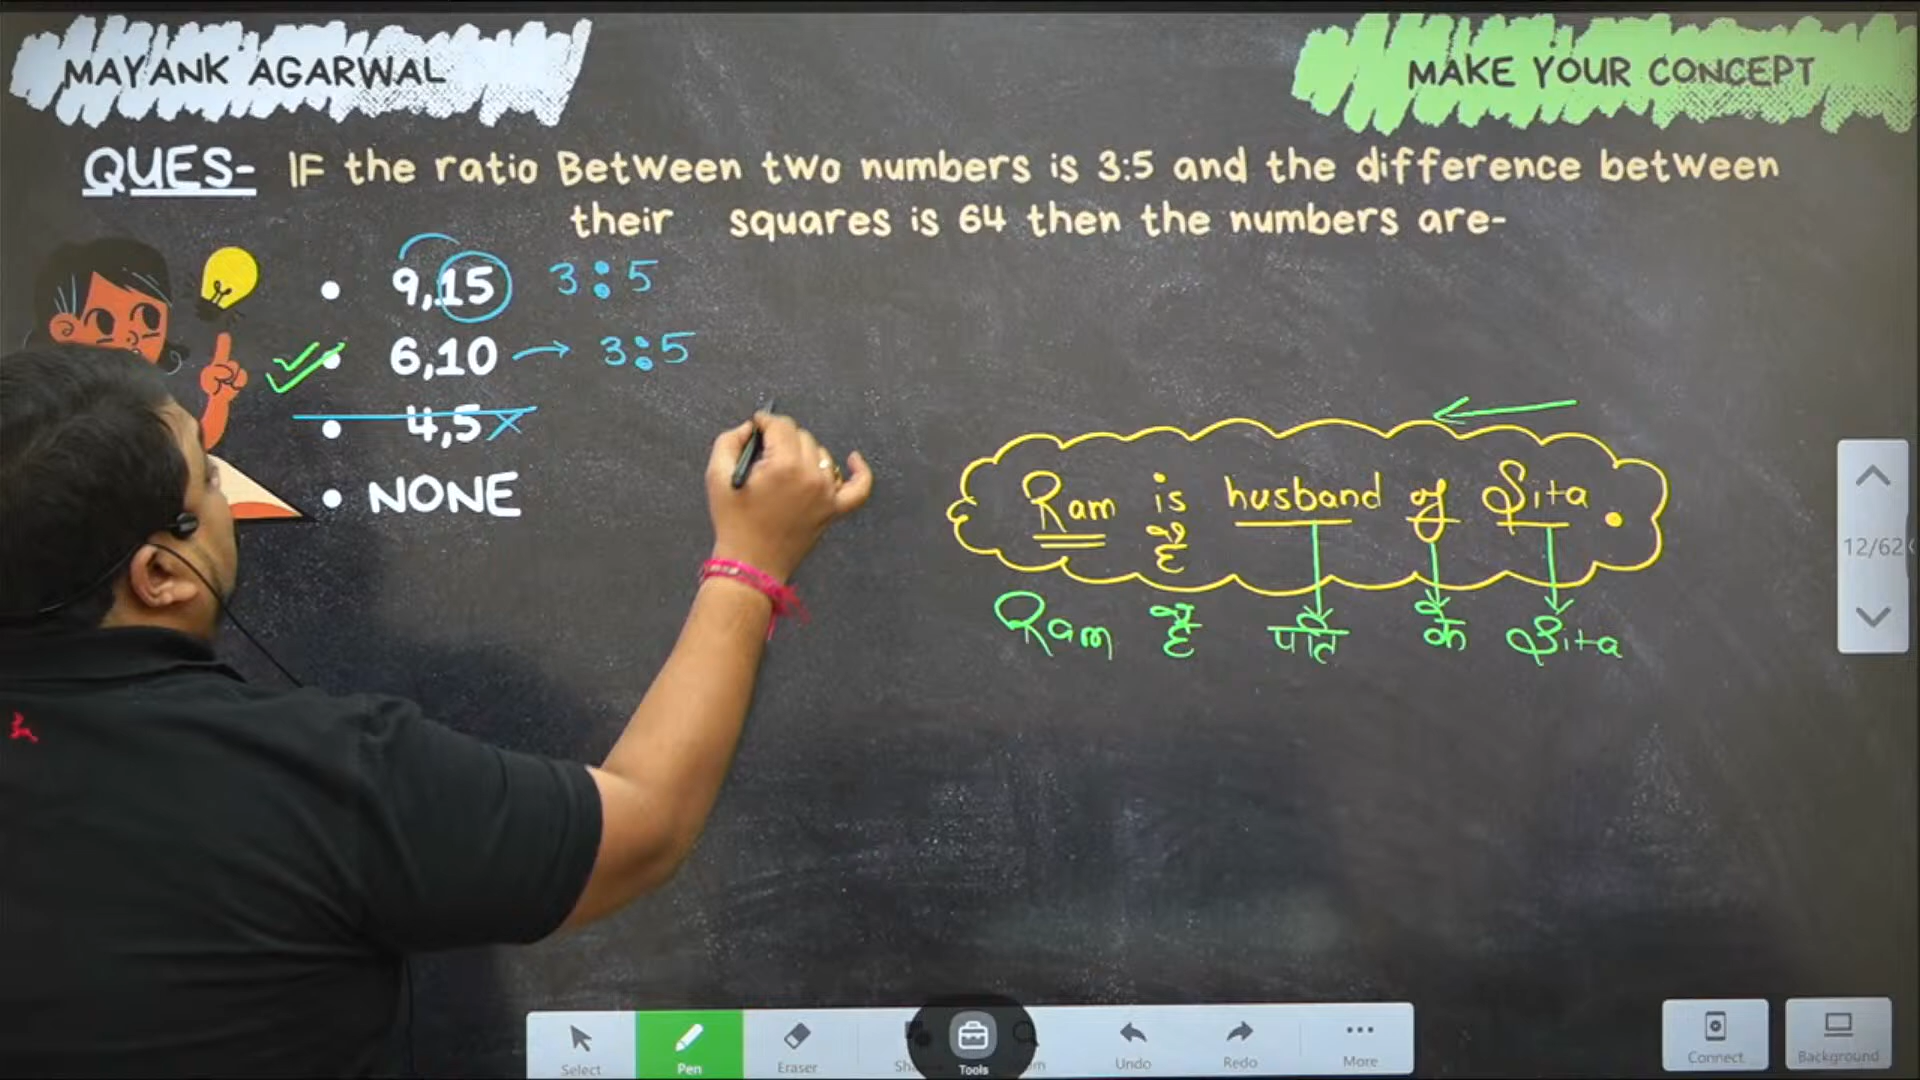 MAYANK AGARWAL
MAKE YOUR CONCEPT
QUES- IF the ratio Between two numbers is 3:5 and the difference between
their squares is 64 then the numbers are-
• 9,15 3:5
• 6,10 → 3:5
• 4,5 ×
• NONE
Ram is husband of Sita.
है
Ram है पति के Sita
12/62
Select
Pen
Eraser
Tools
Undo
Redo
More
Connect
Background